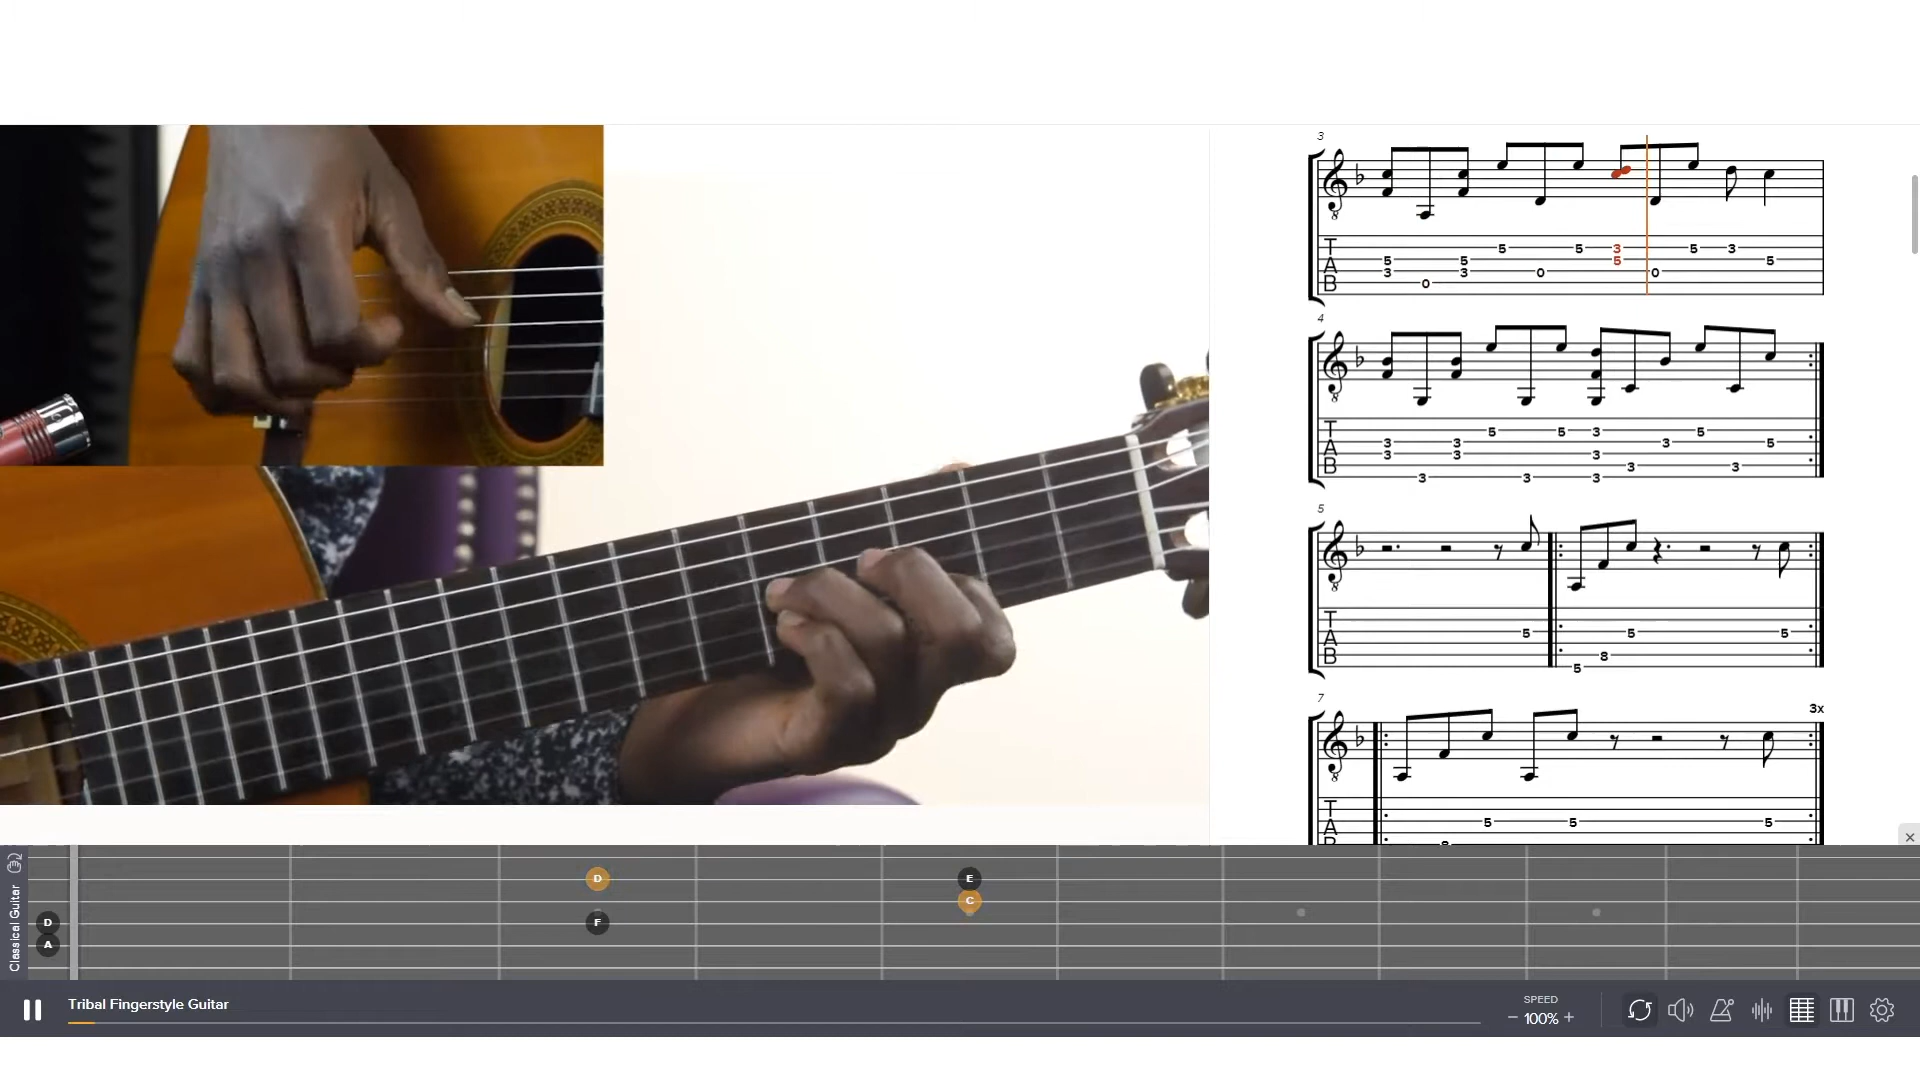 3
T
A
B
5 5 3 5 3
5 5 5 5
3 3 0 0
0
4
T
A
B
5 5 3 5
3 3 3 5
3 3 3
3 3
3 3 3
5
T
A
B
5 5 5
8
5
7
3x
T
A
B
5 5 5
8
×
Classical Guitar
D E
C
D F
A
Tribal Fingerstyle Guitar
SPEED
− 100% +